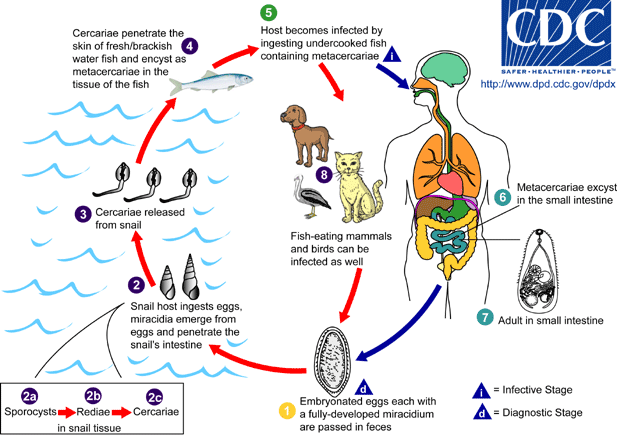 5
Host becomes infected by
ingesting undercooked fish
containing metacercariae
i
4
Cercariae penetrate the
skin of fresh/brackish
water fish and encyst as
metacercariae in the
tissue of the fish
CDC
SAFER • HEALTHIER • PEOPLE™
http://www.dpd.cdc.gov/dpdx
8
Fish-eating mammals
and birds can be
infected as well
6
Metacercariae excyst
in the small intestine
3
Cercariae released
from snail
2
Snail host ingests eggs,
miracidia emerge from
eggs and penetrate the
snail's intestine
7
Adult in small intestine
2a
2b
2c
Sporocysts
Rediae
Cercariae
in snail tissue
d
1
Embryonated eggs each with
a fully-developed miracidium
are passed in feces
i = Infective Stage
d = Diagnostic Stage